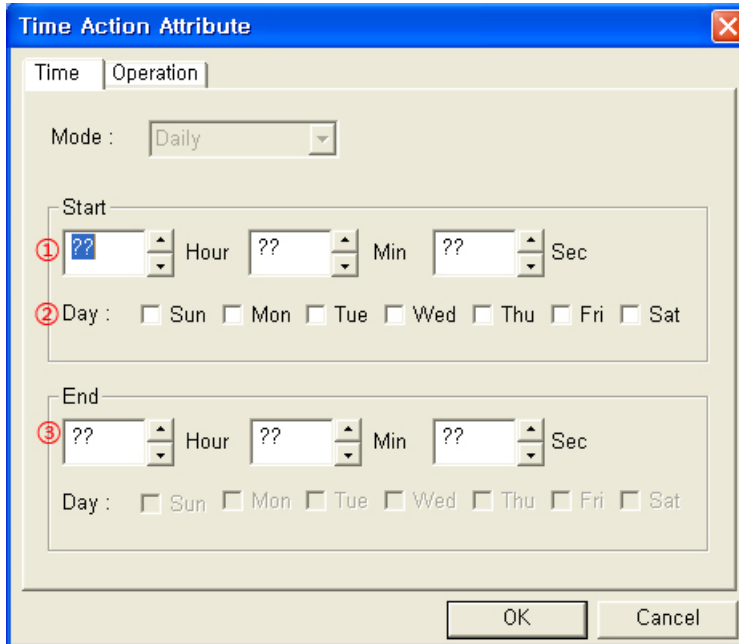 Time Action Attribute
Time Operation
Mode : Daily
Start
① ?? Hour ?? Min ?? Sec
② Day : Sun Mon Tue Wed Thu Fri Sat
End
③ ?? Hour ?? Min ?? Sec
Day : Sun Mon Tue Wed Thu Fri Sat
OK Cancel